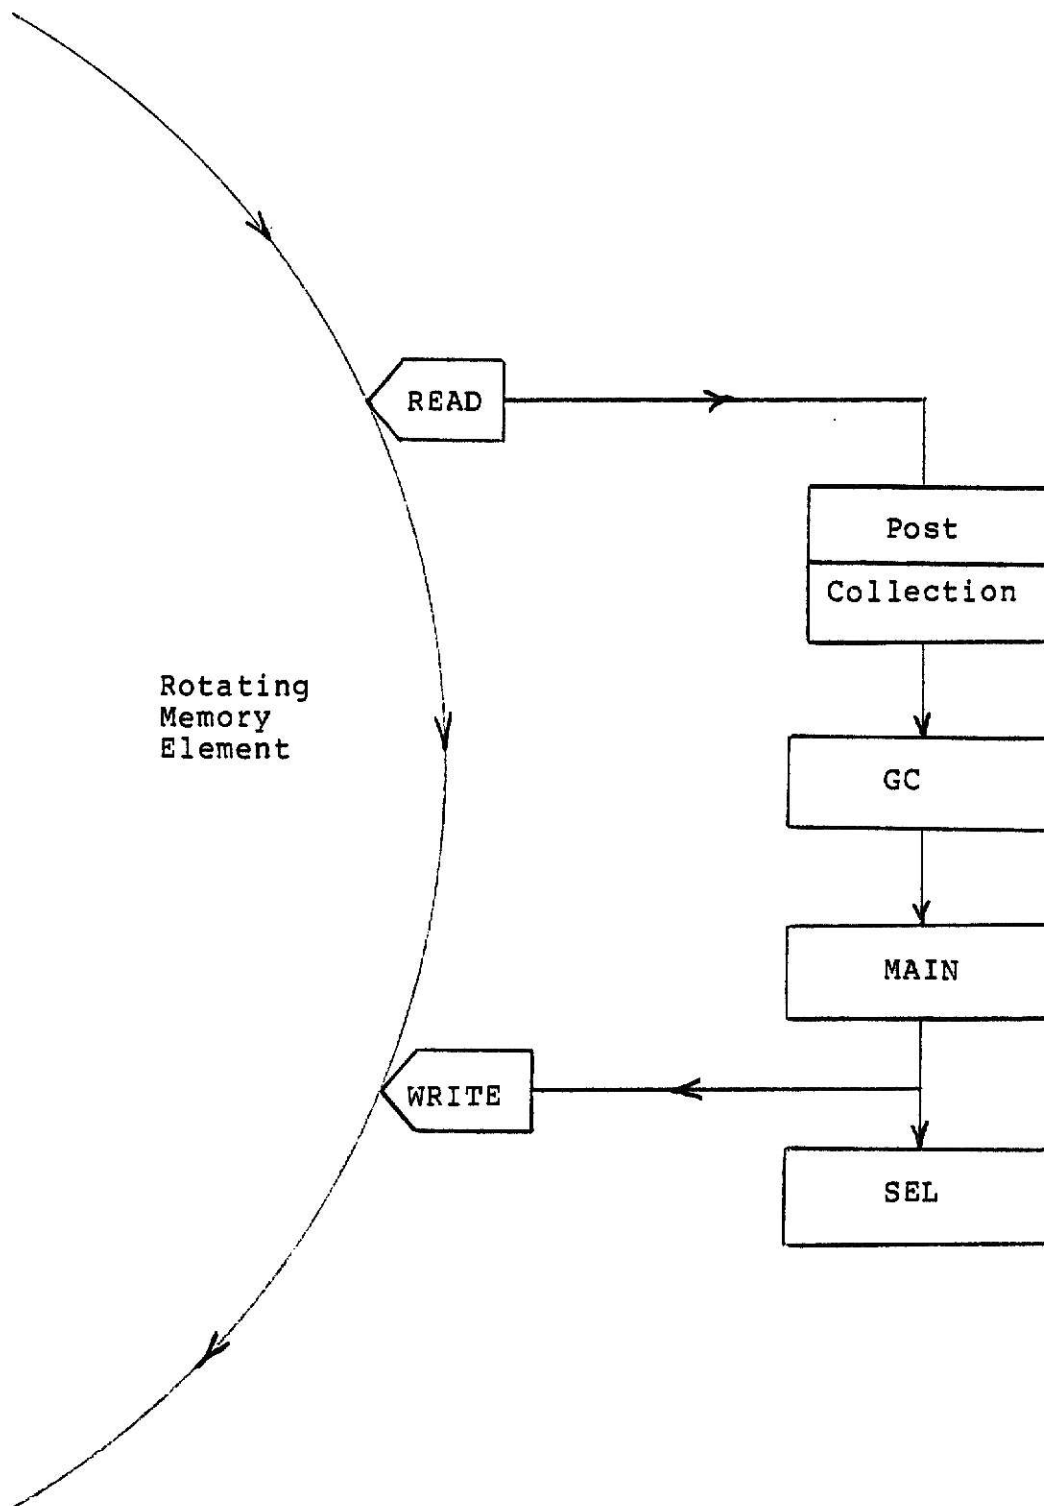 READ
Post
Collection
Rotating
Memory
Element
GC
MAIN
WRITE
SEL